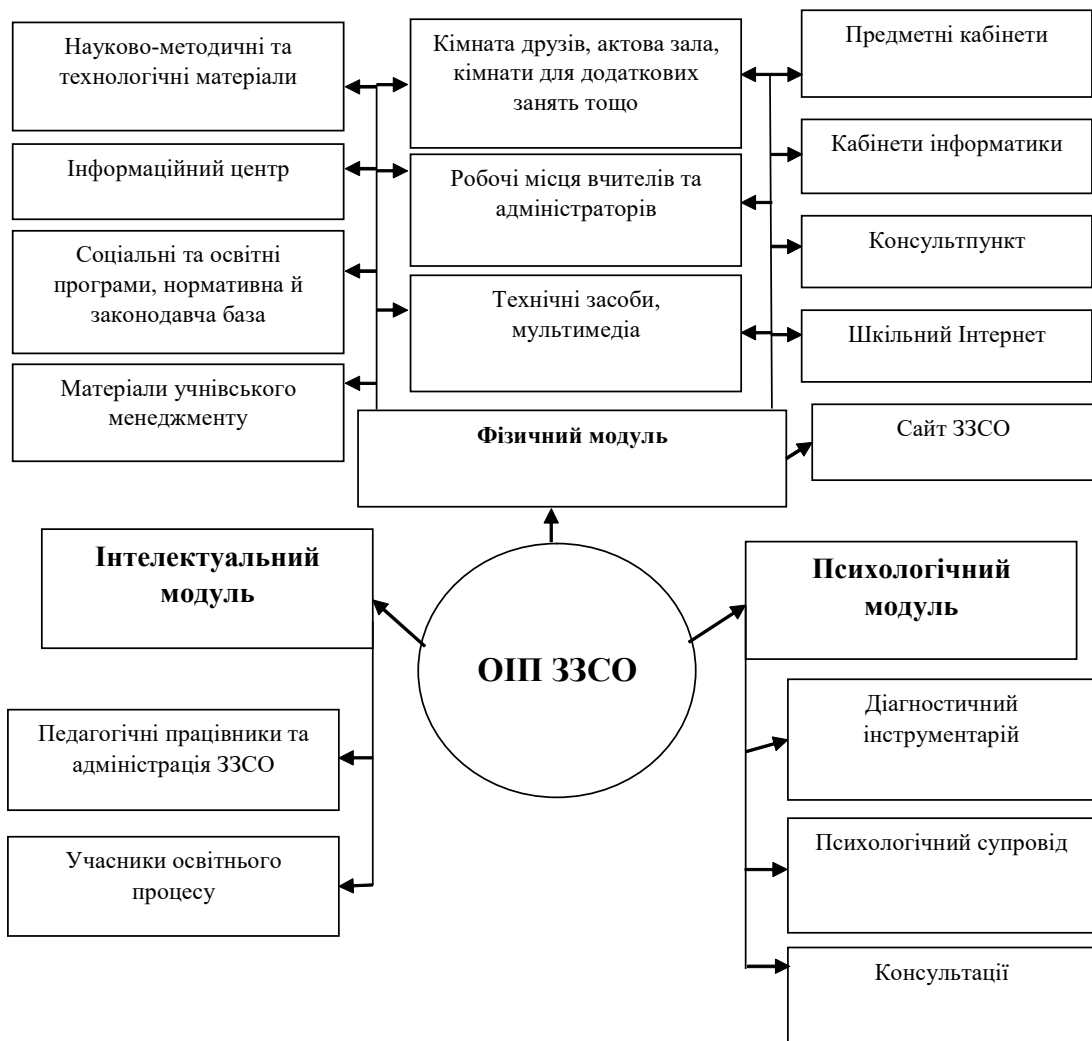 Науково-методичні та
технологічні матеріали
Кімната друзів, актова зала,
кімнати для додаткових
занять тощо
Предметні кабінети
Інформаційний центр
Робочі місця вчителів та
адміністраторів
Кабінети інформатики
Соціальні та освітні
програми, нормативна й
законодавча база
Технічні засоби,
мультимедіа
Консультпункт
Шкільний Інтернет
Матеріали учнівського
менеджменту
Фізичний модуль
Сайт ЗЗСО
Інтелектуальний
модуль
ОІП ЗЗСО
Психологічний
модуль
Педагогічні працівники та
адміністрація ЗЗСО
Учасники освітнього
процесу
Діагностичний
інструментарій
Психологічний супровід
Консультації